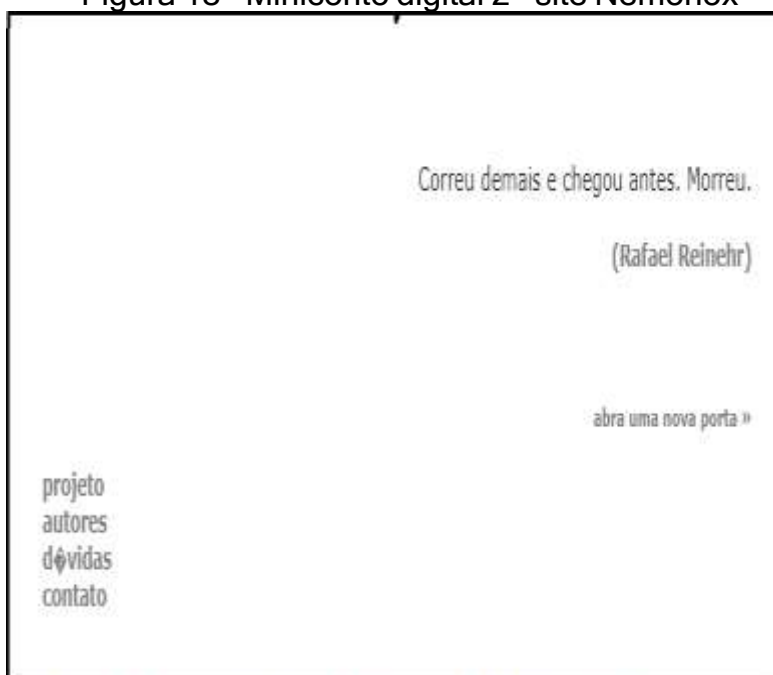 Correu demais e chegou antes. Morreu.
(Rafael Reinehr)
abra uma nova porta »
projeto
autores
d�vidas
contato